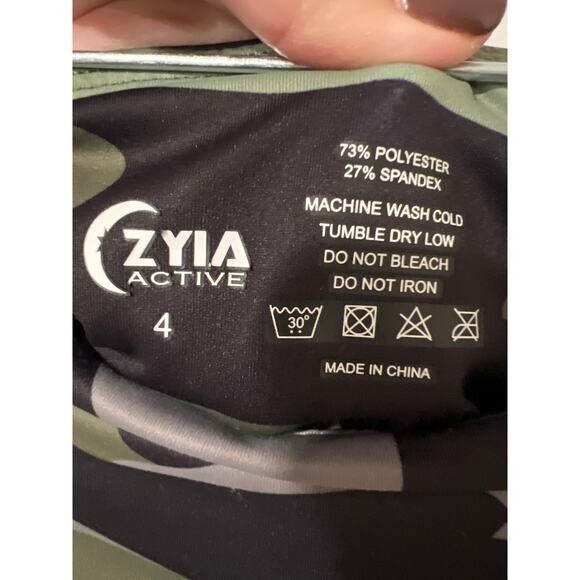 ZYIA
ACTIVE
4
73% POLYESTER
27% SPANDEX
MACHINE WASH COLD
TUMBLE DRY LOW
DO NOT BLEACH
DO NOT IRON
30°
MADE IN CHINA